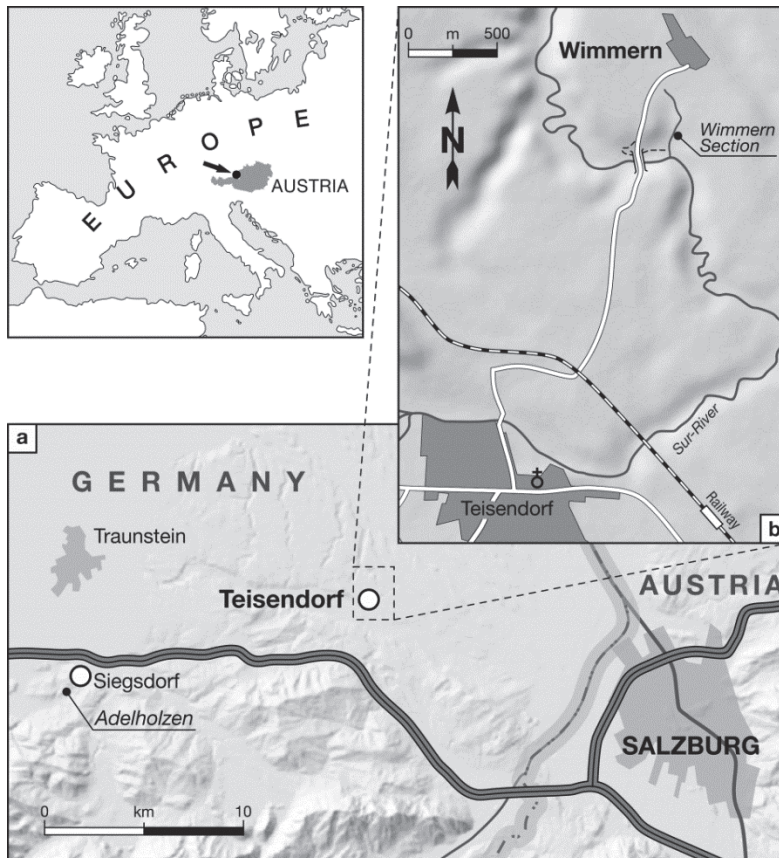 EUROPE
AUSTRIA
0 m 500
Wimmern
N
Wimmern
Section
Sur-River
Teisendorf
Railway
b
a
GERMANY
Traunstein
Teisendorf
AUSTRIA
Siegsdorf
Adelholzen
SALZBURG
0 km 10